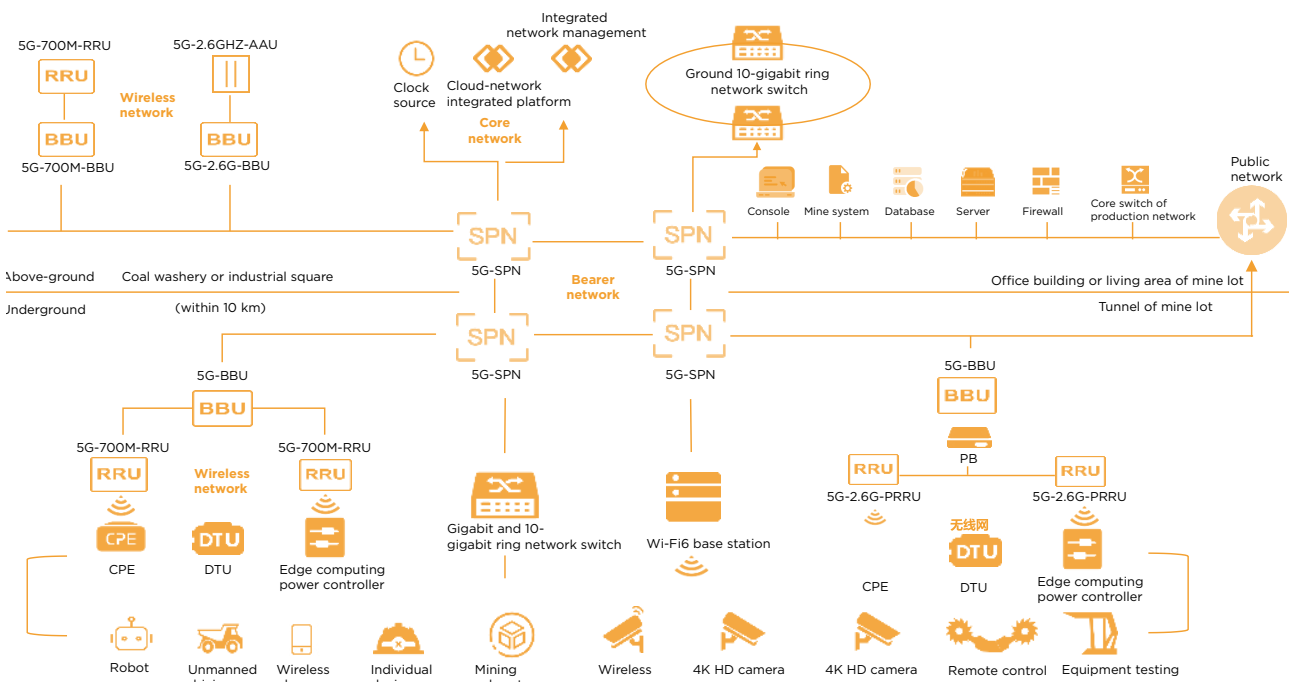 Integrated
network management
5G-700M-RRU
5G-2.6GHZ-AAU
RRU
Wireless
network
Clock
source
Cloud-network
integrated platform
Core
network
Ground 10-gigabit ring
network switch
BBU
BBU
5G-700M-BBU
5G-2.6G-BBU
Public
network
Console
Mine system
Database
Server
Firewall
Core switch of
production network
SPN
SPN
5G-SPN
5G-SPN
Above-ground
Coal washery or industrial square
Bearer
network
Office building or living area of mine lot
Underground
(within 10 km)
Tunnel of mine lot
SPN
SPN
5G-SPN
5G-SPN
5G-BBU
BBU
5G-BBU
BBU
5G-700M-RRU
5G-700M-RRU
RRU
Wireless
network
RRU
PB
RRU
RRU
5G-2.6G-PRRU
5G-2.6G-PRRU
CPE
DTU
Gigabit and 10-
gigabit ring network switch
Wi-Fi6 base station
无线网
DTU
CPE
DTU
Edge computing
power controller
CPE
DTU
Edge computing
power controller
Robot
Unmanned
Wireless
Individual
Mining
Wireless
4K HD camera
4K HD camera
Remote control
Equipment testing